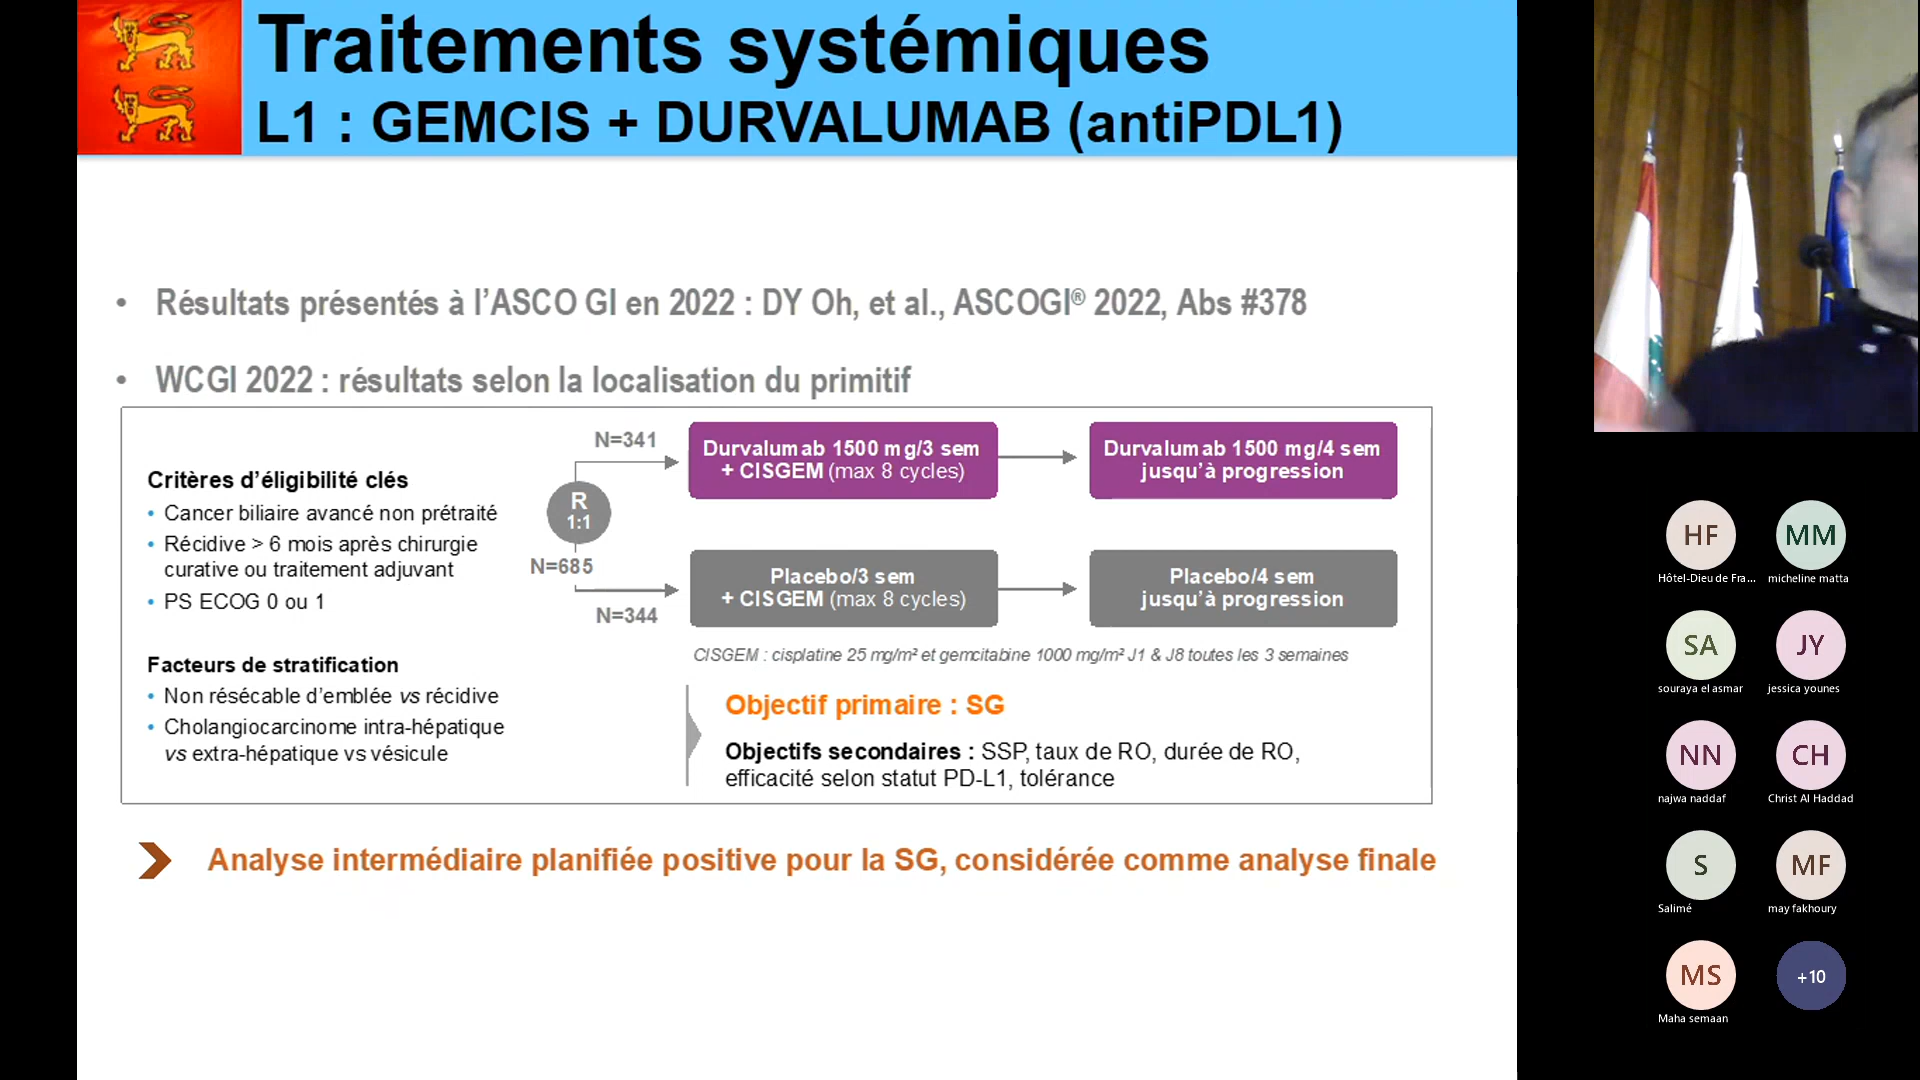 Traitements systémiques
L1 : GEMCIS + DURVALUMAB (antiPDL1)
• Résultats présentés à l’ASCO GI en 2022 : DY Oh, et al., ASCOGI® 2022, Abs #378
• WCGI 2022 : résultats selon la localisation du primitif
Critères d’éligibilité clés
• Cancer biliaire avancé non prétraité
• Récidive > 6 mois après chirurgie
curative ou traitement adjuvant
• PS ECOG 0 ou 1
Facteurs de stratification
• Non résécable d’emblée vs récidive
• Cholangiocarcinome intra-hépatique
vs extra-hépatique vs vésicule
R
1:1
N=685
N=341
Durvalumab 1500 mg/3 sem
+ CISGEM (max 8 cycles)
Durvalumab 1500 mg/4 sem
jusqu’à progression
N=344
Placebo/3 sem
+ CISGEM (max 8 cycles)
Placebo/4 sem
jusqu’à progression
CISGEM : cisplatine 25 mg/m² et gemcitabine 1000 mg/m² J1 & J8 toutes les 3 semaines
Objectif primaire : SG
Objectifs secondaires : SSP, taux de RO, durée de RO,
efficacité selon statut PD-L1, tolérance
Analyse intermédiaire planifiée positive pour la SG, considérée comme analyse finale
HF
Hôtel-Dieu de Fra...
MM
micheline matta
SA
souraya el asmar
JY
jessica younes
NN
najwa naddaf
CH
Christ Al Haddad
S
Salimé
MF
may fakhoury
MS
Maha semaan
+10